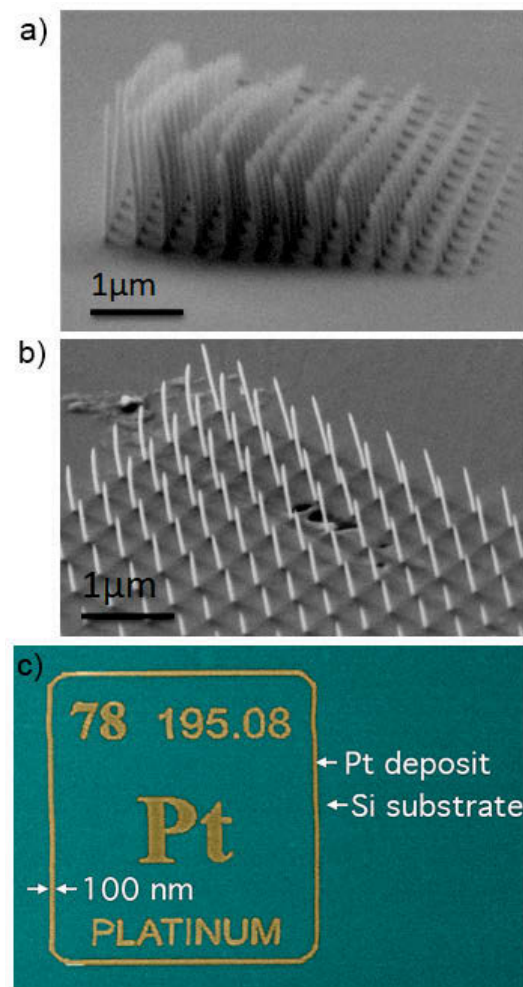 a)
1μm
b)
1μm
c)
78 195.08
Pt deposit
Si substrate
Pt
100 nm
PLATINUM